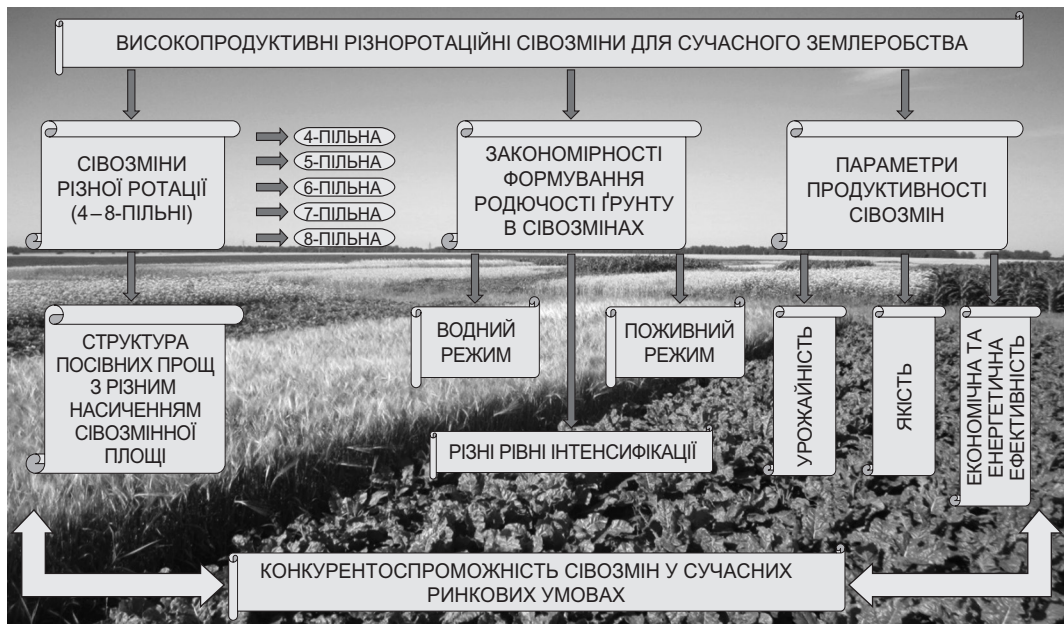 ВИСОКОПРОДУКТИВНІ РІЗНОРОТАЦІЙНІ СІВОЗМІНИ ДЛЯ СУЧАСНОГО ЗЕМЛЕРОБСТВА
СІВОЗМІНИ
РІЗНОЇ РОТАЦІЇ
(4–8-ПІЛЬНІ)
4-ПІЛЬНА
5-ПІЛЬНА
6-ПІЛЬНА
7-ПІЛЬНА
8-ПІЛЬНА
ЗАКОНОМІРНОСТІ
ФОРМУВАННЯ
РОДЮЧОСТІ ҐРУНТУ
В СІВОЗМІНАХ
ПАРАМЕТРИ
ПРОДУКТИВНОСТІ
СІВОЗМІН
СТРУКТУРА
ПОСІВНИХ ПРОЩ
З РІЗНИМ
НАСИЧЕННЯМ
СІВОЗМІННОЇ
ПЛОЩІ
ВОДНИЙ
РЕЖИМ
ПОЖИВНИЙ
РЕЖИМ
РІЗНІ РІВНІ ІНТЕНСИФІКАЦІЇ
УРОЖАЙНІСТЬ
ЯКІСТЬ
ЕКОНОМІЧНА ТА
ЕНЕРГЕТИЧНА
ЕФЕКТИВНІСТЬ
КОНКУРЕНТОСПРОМОЖНІСТЬ СІВОЗМІН У СУЧАСНИХ
РИНКОВИХ УМОВАХ